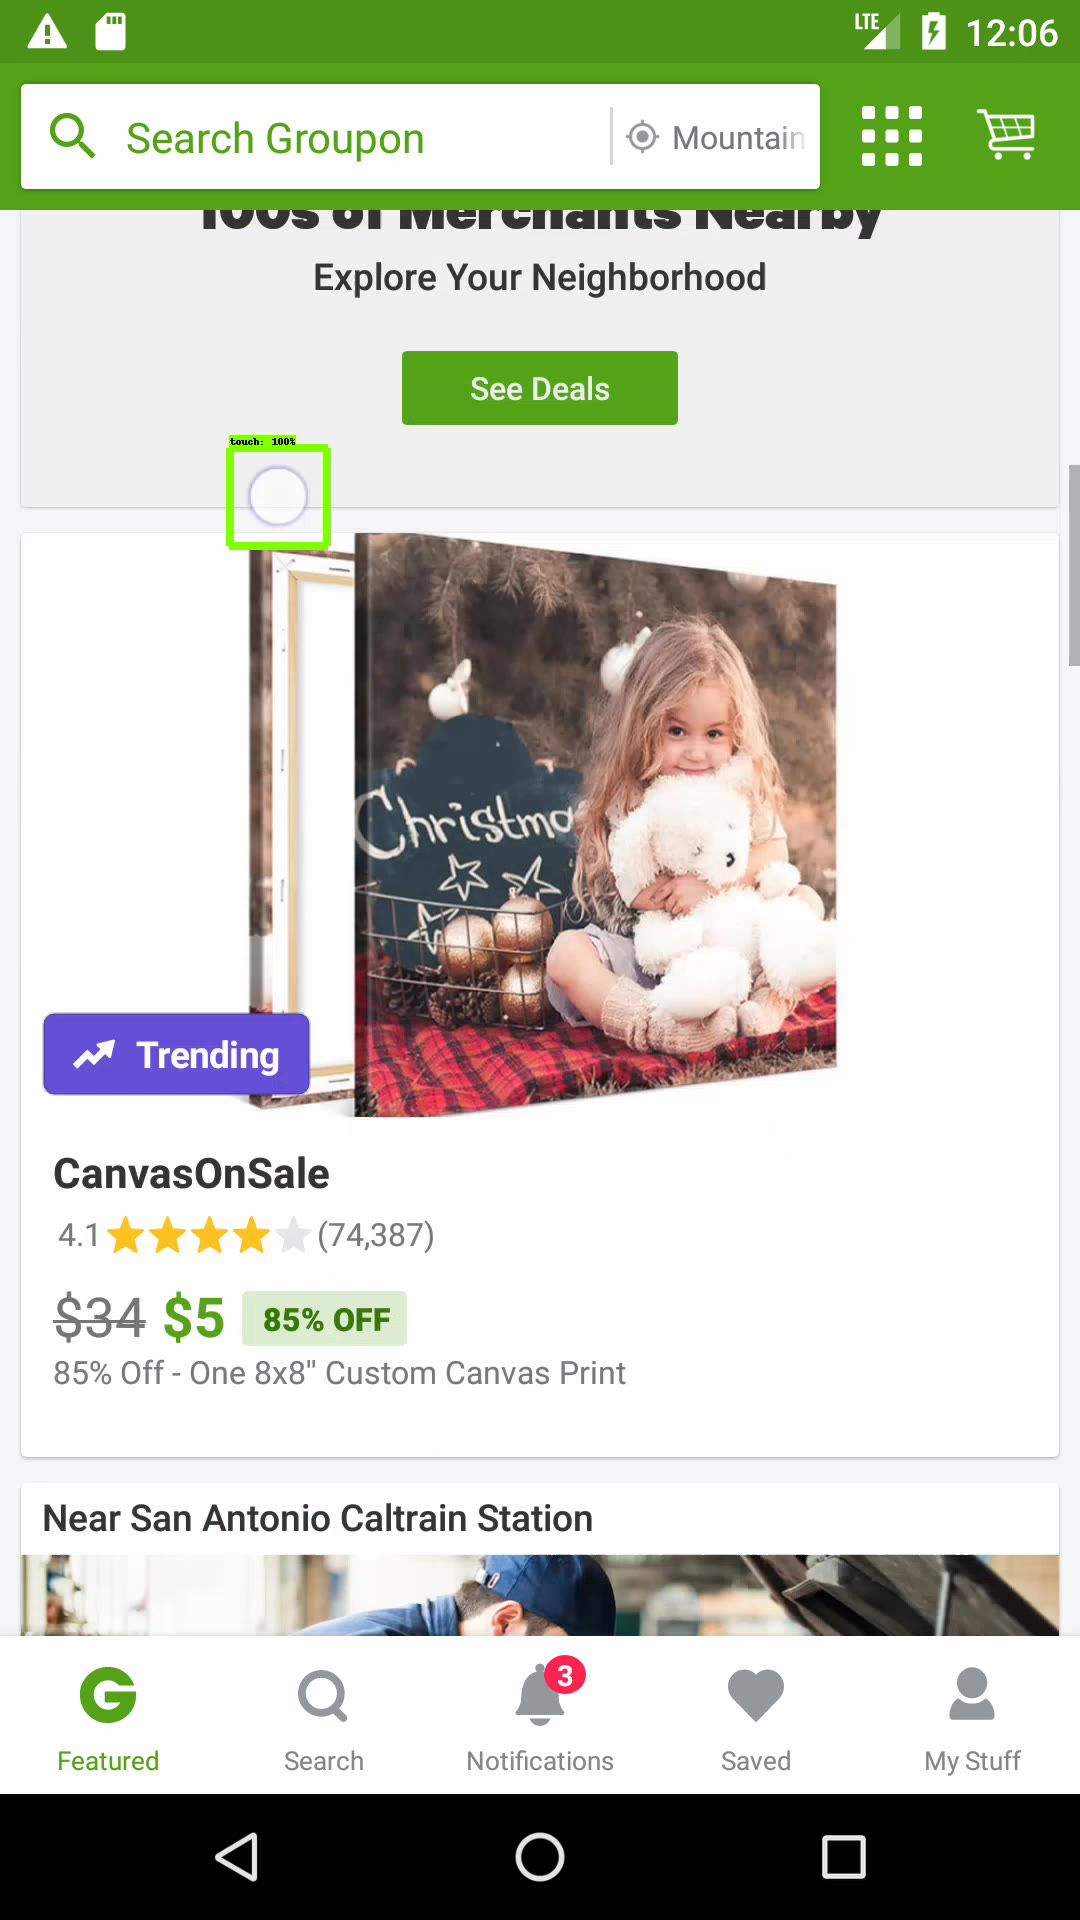 LTE 12:06
Search Groupon Mountain
100s of Merchants Nearby
Explore Your Neighborhood
See Deals
touch: 100%
Christma
Trending
CanvasOnSale
4.1 (74,387)
$34 $5 85% OFF
85% Off - One 8x8" Custom Canvas Print
Near San Antonio Caltrain Station
3
Featured Search Notifications Saved My Stuff